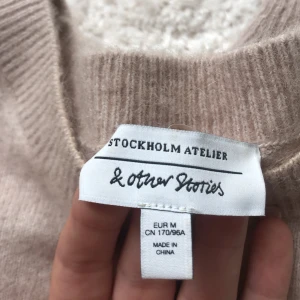 STOCKHOLM ATELIER
& other Stories
EUR M
CN 170/96A
MADE IN
CHINA